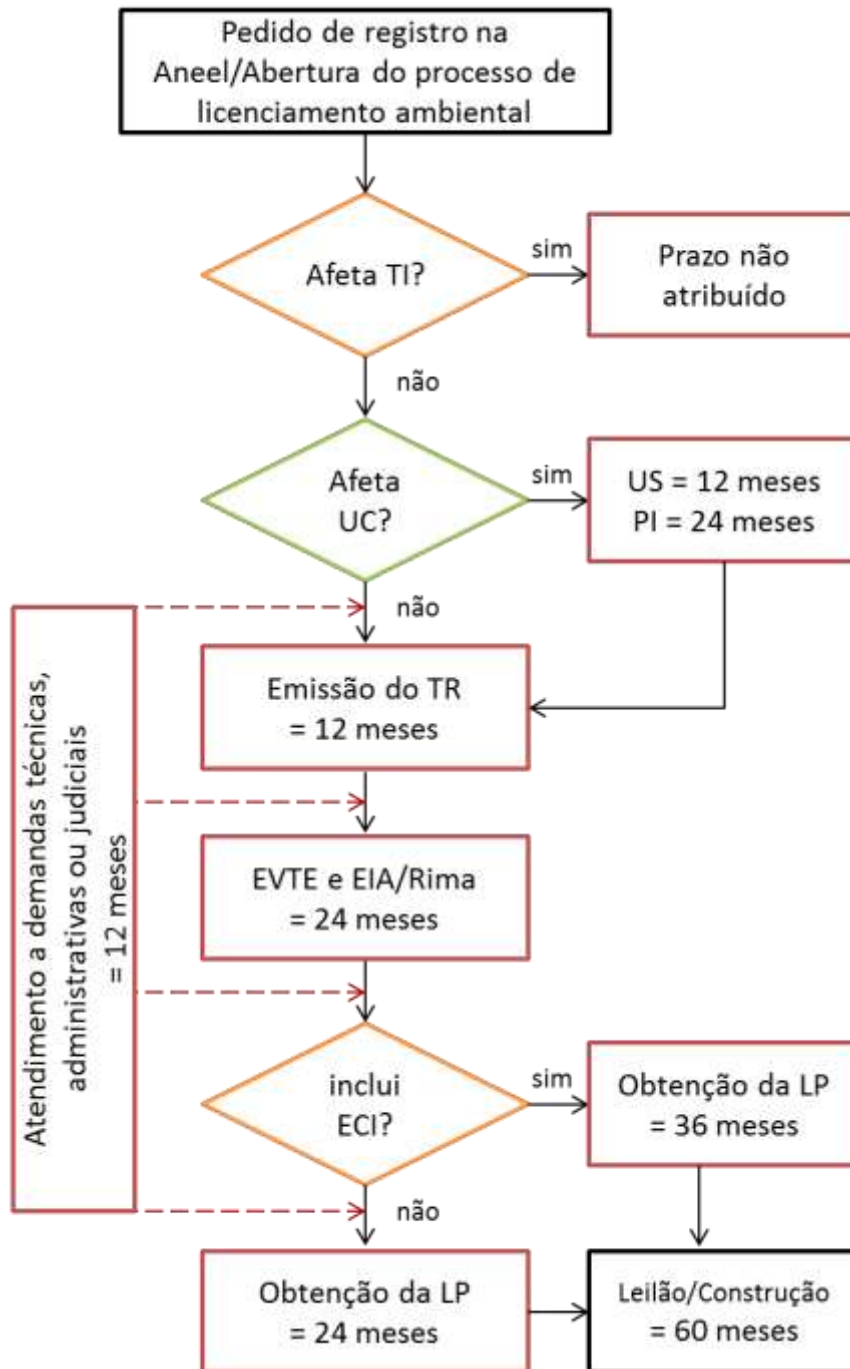 Pedido de registro na
Aneel/Abertura do processo de
licenciamento ambiental
Afeta TI?
sim
Prazo não
atribuído
não
Afeta
UC?
sim
US = 12 meses
PI = 24 meses
não
Emissão do TR
= 12 meses
Atendimento a demandas técnicas,
administrativas ou judiciais
= 12 meses
EVTE e EIA/Rima
= 24 meses
inclui
ECI?
sim
Obtenção da LP
= 36 meses
não
Obtenção da LP
= 24 meses
Leilão/Construção
= 60 meses